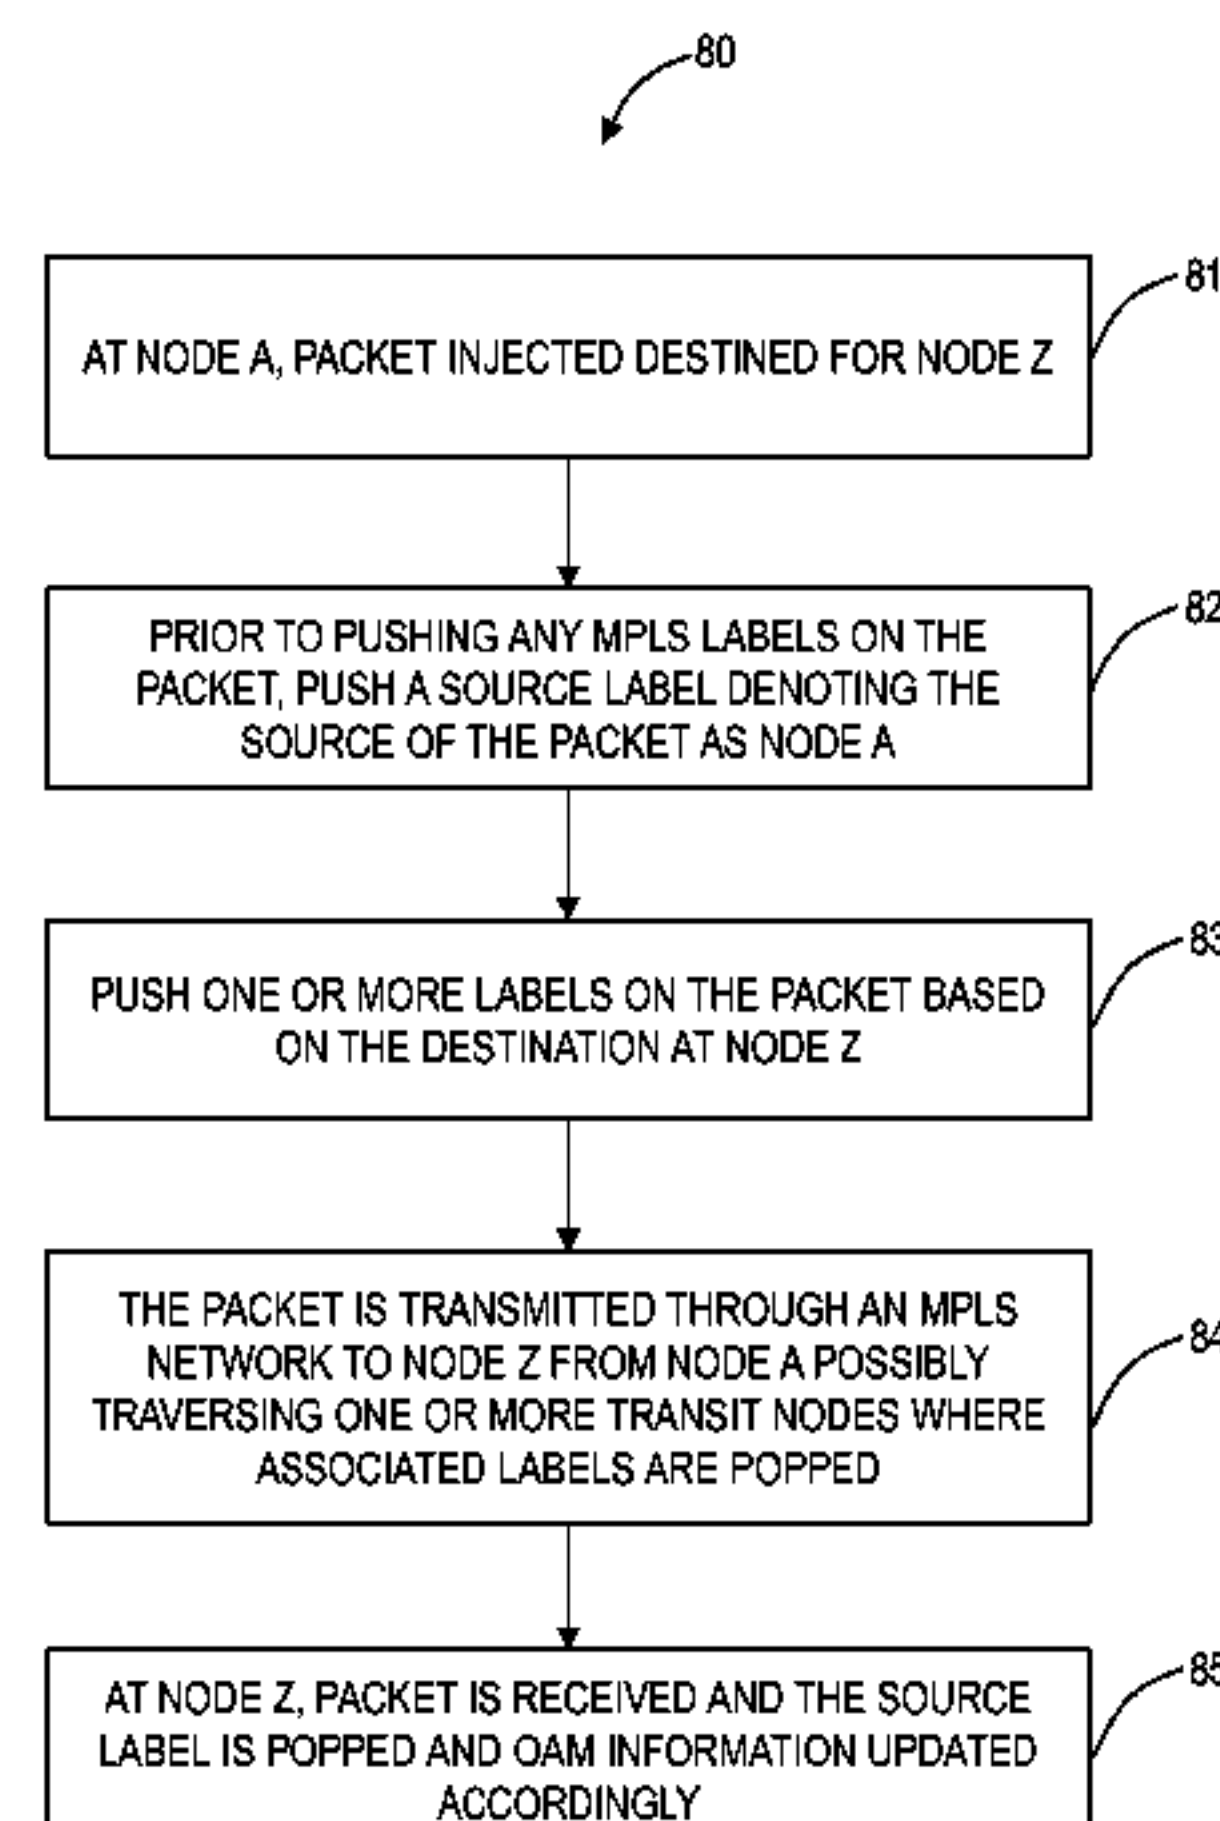 80
81
AT NODE A, PACKET INJECTED DESTINED FOR NODE Z
82
PRIOR TO PUSHING ANY MPLS LABELS ON THE
PACKET, PUSH A SOURCE LABEL DENOTING THE
SOURCE OF THE PACKET AS NODE A
83
PUSH ONE OR MORE LABELS ON THE PACKET BASED
ON THE DESTINATION AT NODE Z
84
THE PACKET IS TRANSMITTED THROUGH AN MPLS
NETWORK TO NODE Z FROM NODE A POSSIBLY
TRAVERSING ONE OR MORE TRANSIT NODES WHERE
ASSOCIATED LABELS ARE POPPED
85
AT NODE Z, PACKET IS RECEIVED AND THE SOURCE
LABEL IS POPPED AND OAM INFORMATION UPDATED
ACCORDINGLY